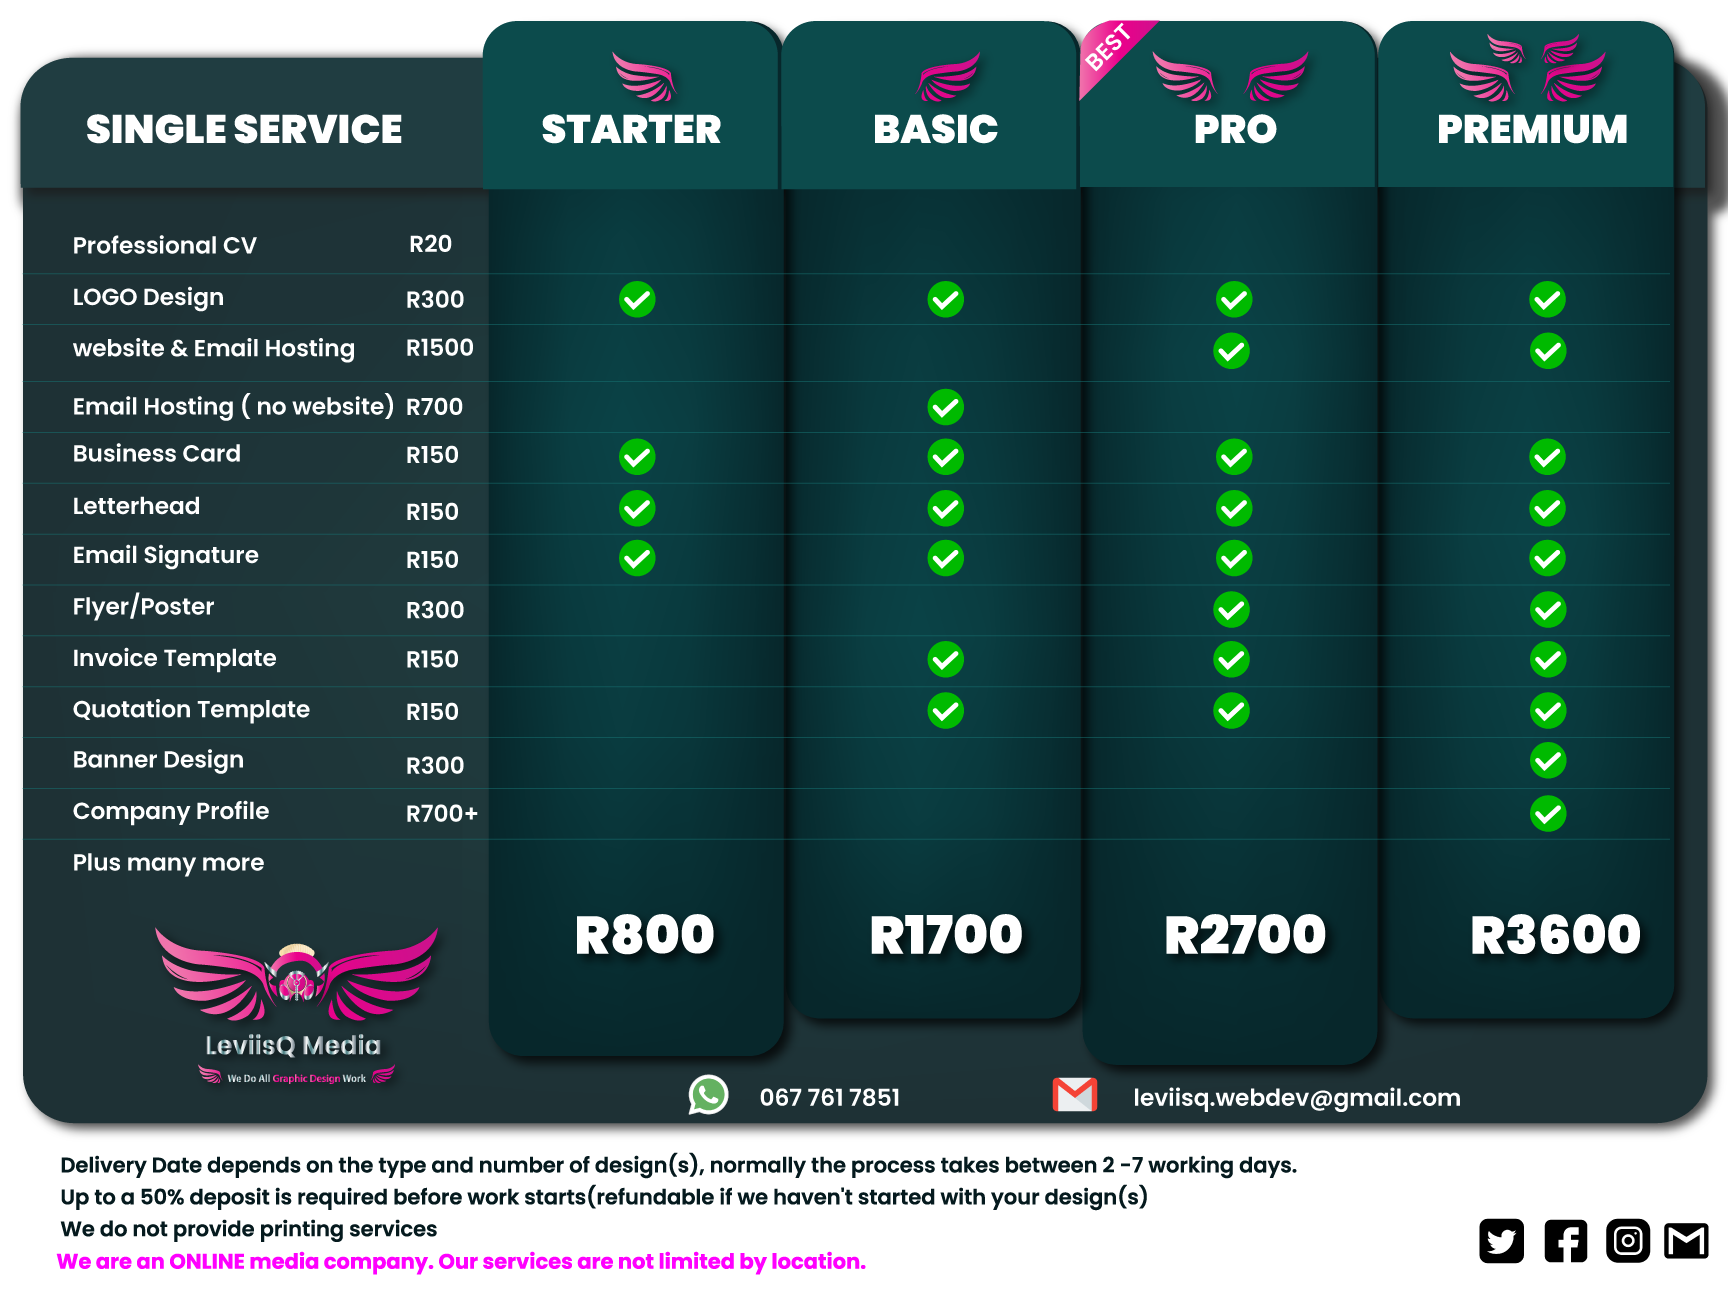 SINGLE SERVICE
STARTER
BASIC
BEST
PRO
PREMIUM
Professional CV R20
LOGO Design R300
website & Email Hosting R1500
Email Hosting ( no website) R700
Business Card R150
Letterhead R150
Email Signature R150
Flyer/Poster R300
Invoice Template R150
Quotation Template R150
Banner Design R300
Company Profile R700+
Plus many more
R800 R1700 R2700 R3600
LeviisQ Media
We Do All Graphic Design Work
067 761 7851 leviisq.webdev@gmail.com
Delivery Date depends on the type and number of design(s), normally the process takes between 2 -7 working days.
Up to a 50% deposit is required before work starts(refundable if we haven't started with your design(s)
We do not provide printing services
We are an ONLINE media company. Our services are not limited by location.